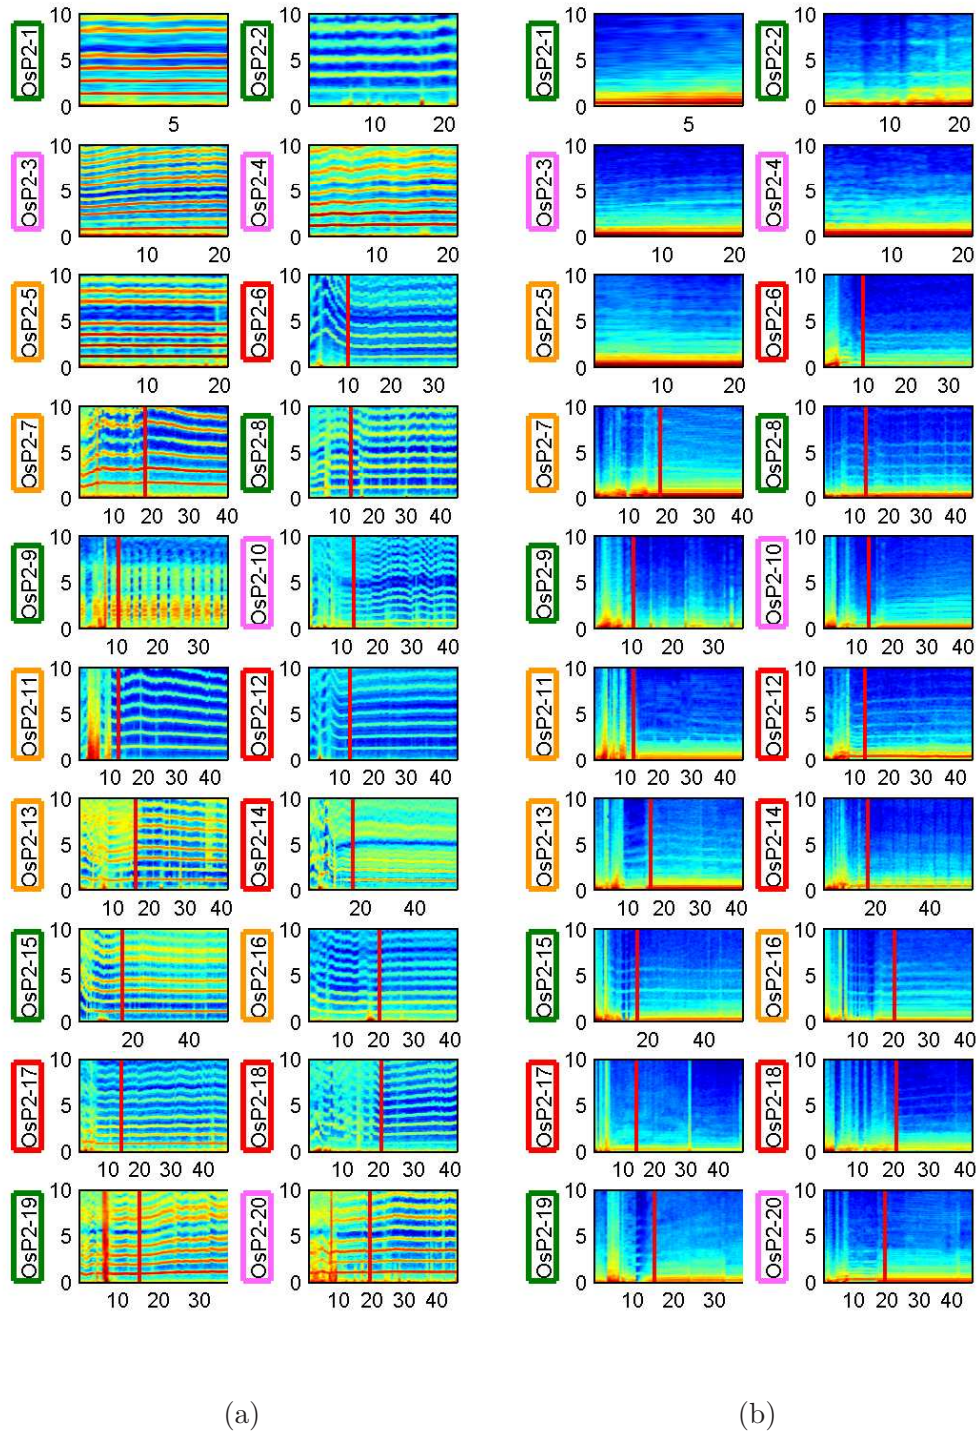 OsP2-1 10 5 0 5 OsP2-2 10 5 0 10 20 OsP2-1 10 5 0 5 OsP2-2 10 5 0 10 20
OsP2-3 10 5 0 10 20 OsP2-4 10 5 0 10 20 OsP2-3 10 5 0 10 20 OsP2-4 10 5 0 10 20
OsP2-5 10 5 0 10 20 OsP2-6 10 5 0 10 20 30 OsP2-5 10 5 0 10 20 OsP2-6 10 5 0 10 20 30
OsP2-7 10 5 0 10 20 30 40 OsP2-8 10 5 0 10 20 30 40 OsP2-7 10 5 0 10 20 30 40 OsP2-8 10 5 0 10 20 30 40
OsP2-9 10 5 0 10 20 30 OsP2-10 10 5 0 10 20 30 40 OsP2-9 10 5 0 10 20 30 OsP2-10 10 5 0 10 20 30 40
OsP2-11 10 5 0 10 20 30 40 OsP2-12 10 5 0 10 20 30 40 OsP2-11 10 5 0 10 20 30 40 OsP2-12 10 5 0 10 20 30 40
OsP2-13 10 5 0 10 20 30 40 OsP2-14 10 5 0 20 40 OsP2-13 10 5 0 10 20 30 40 OsP2-14 10 5 0 20 40
OsP2-15 10 5 0 20 40 OsP2-16 10 5 0 10 20 30 40 OsP2-15 10 5 0 20 40 OsP2-16 10 5 0 10 20 30 40
OsP2-17 10 5 0 10 20 30 40 OsP2-18 10 5 0 10 20 30 40 OsP2-17 10 5 0 10 20 30 40 OsP2-18 10 5 0 10 20 30 40
OsP2-19 10 5 0 10 20 30 OsP2-20 10 5 0 10 20 30 40 OsP2-19 10 5 0 10 20 30 OsP2-20 10 5 0 10 20 30 40
(a) (b)